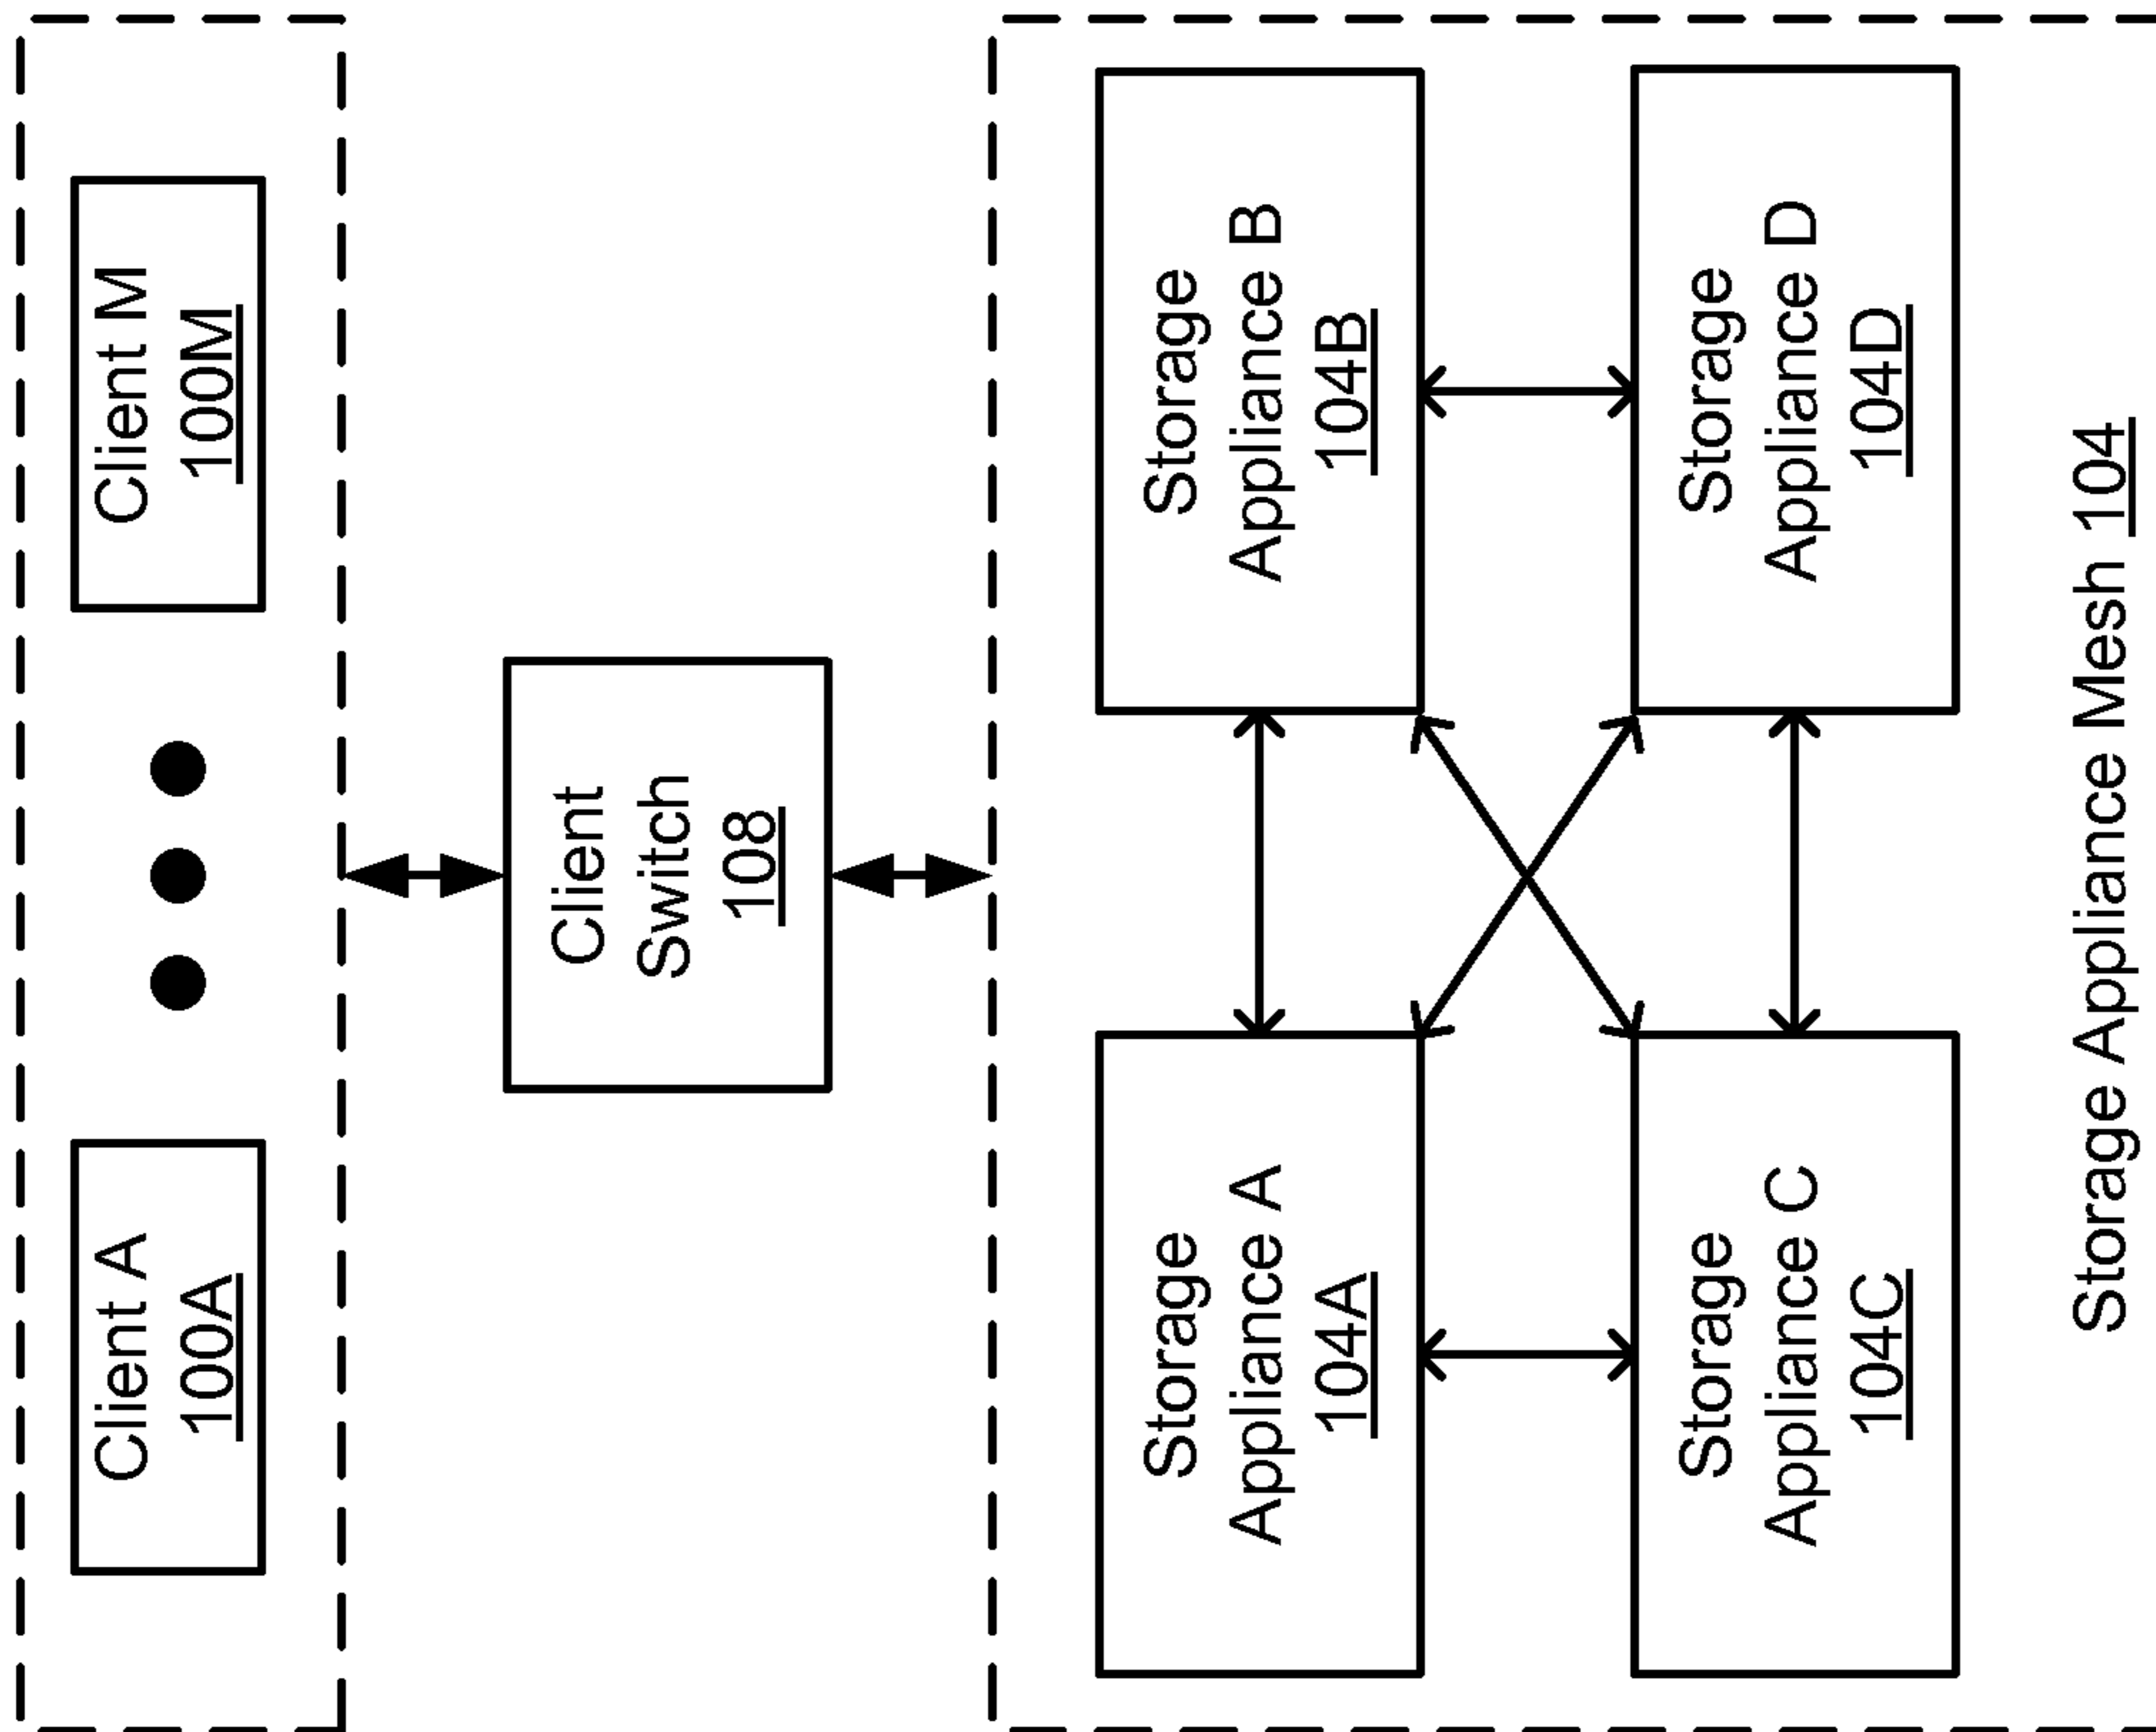 Client A
100A
Client M
100M
Client
Switch
108
Storage
Appliance A
104A
Storage
Appliance B
104B
Storage
Appliance C
104C
Storage
Appliance D
104D
Storage Appliance Mesh 104